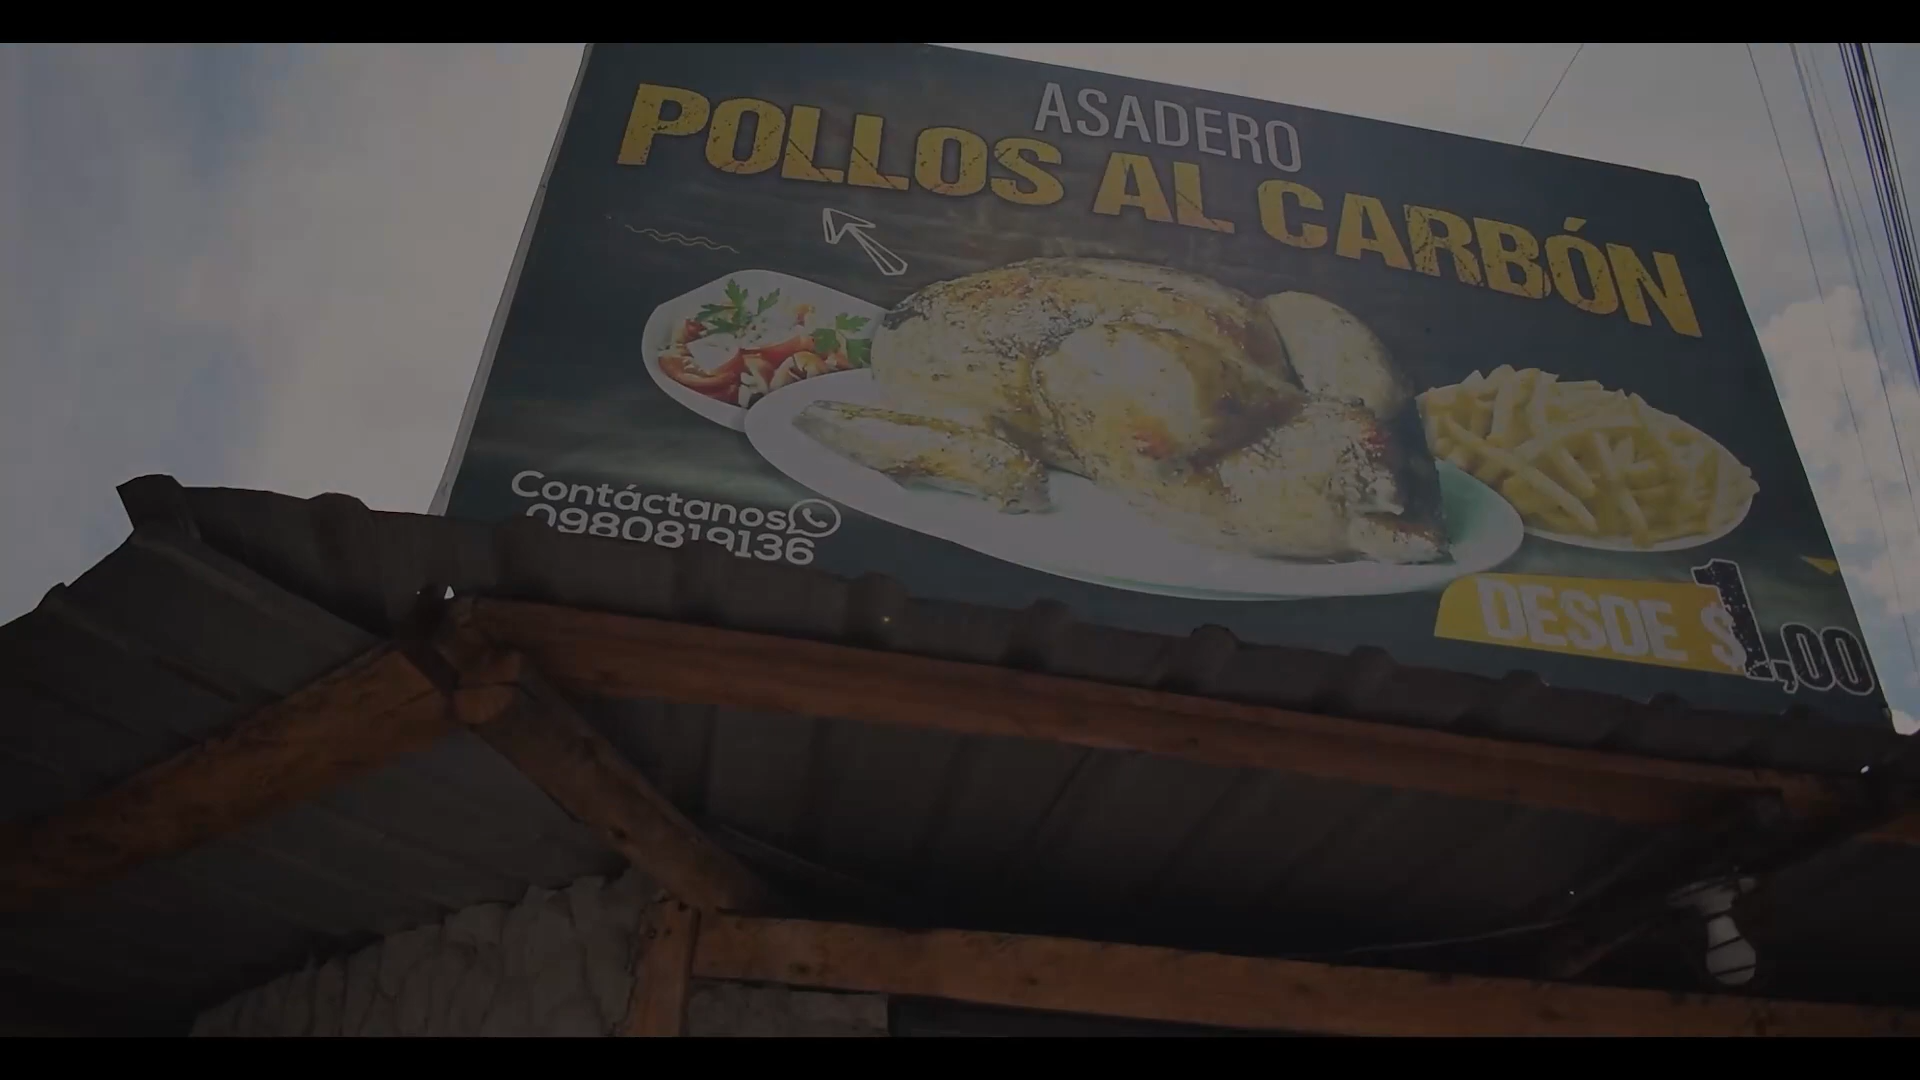 ASADERO
POLLOS AL CARBÓN
Contáctanos
0980819136
DESDE $1,00